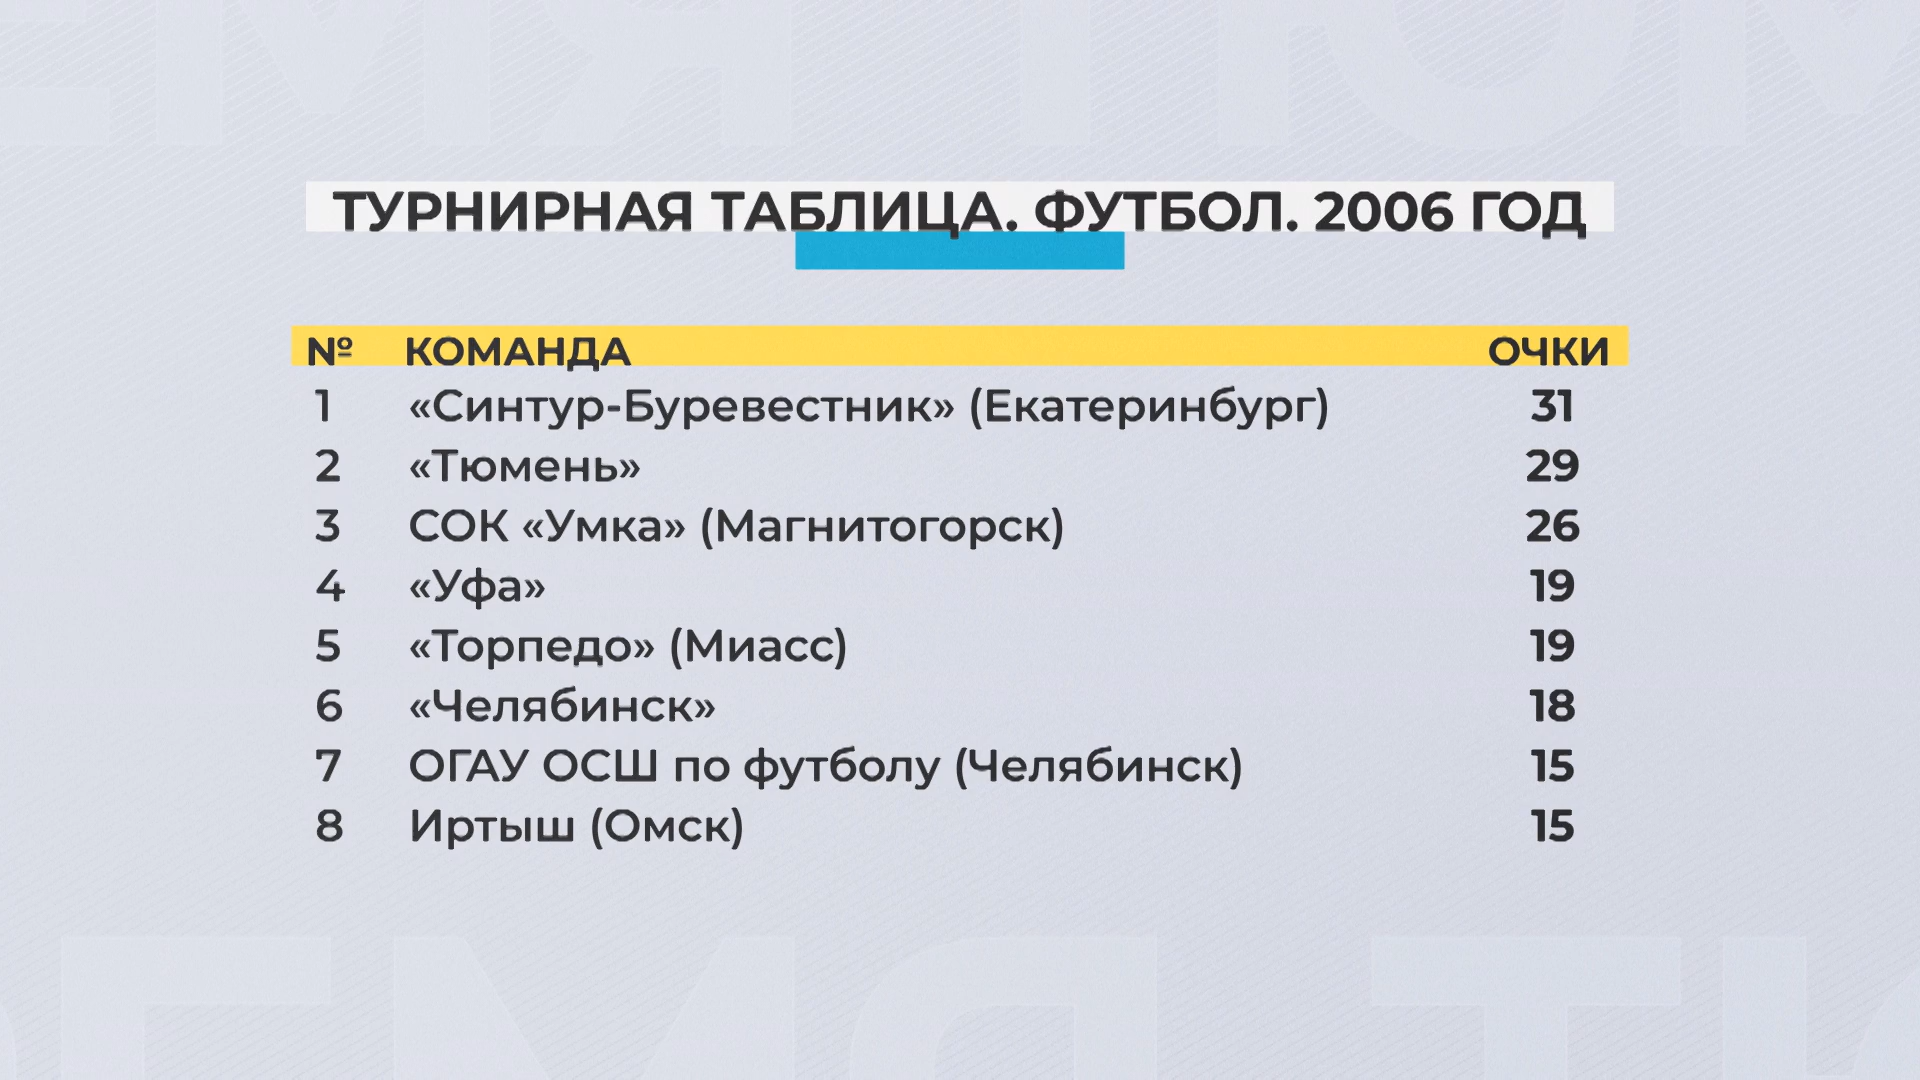 ТУРНИРНАЯ ТАБЛИЦА. ФУТБОЛ. 2006 ГОД
№ КОМАНДА ОЧКИ
1 «Синтур-Буревестник» (Екатеринбург) 31
2 «Тюмень» 29
3 СОК «Умка» (Магнитогорск) 26
4 «Уфа» 19
5 «Торпедо» (Миасс) 19
6 «Челябинск» 18
7 ОГАУ ОСШ по футболу (Челябинск) 15
8 Иртыш (Омск) 15